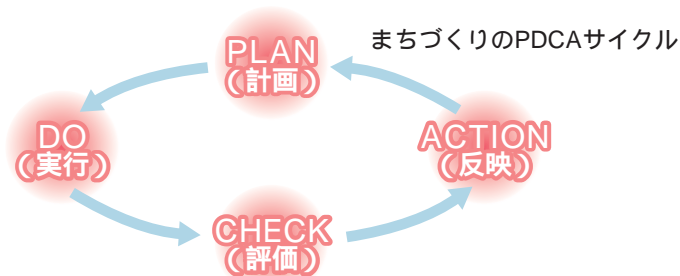 まちづくりのPDCAサイクル
PLAN
(計画)
DO
(実行)
ACTION
(反映)
CHECK
(評価)